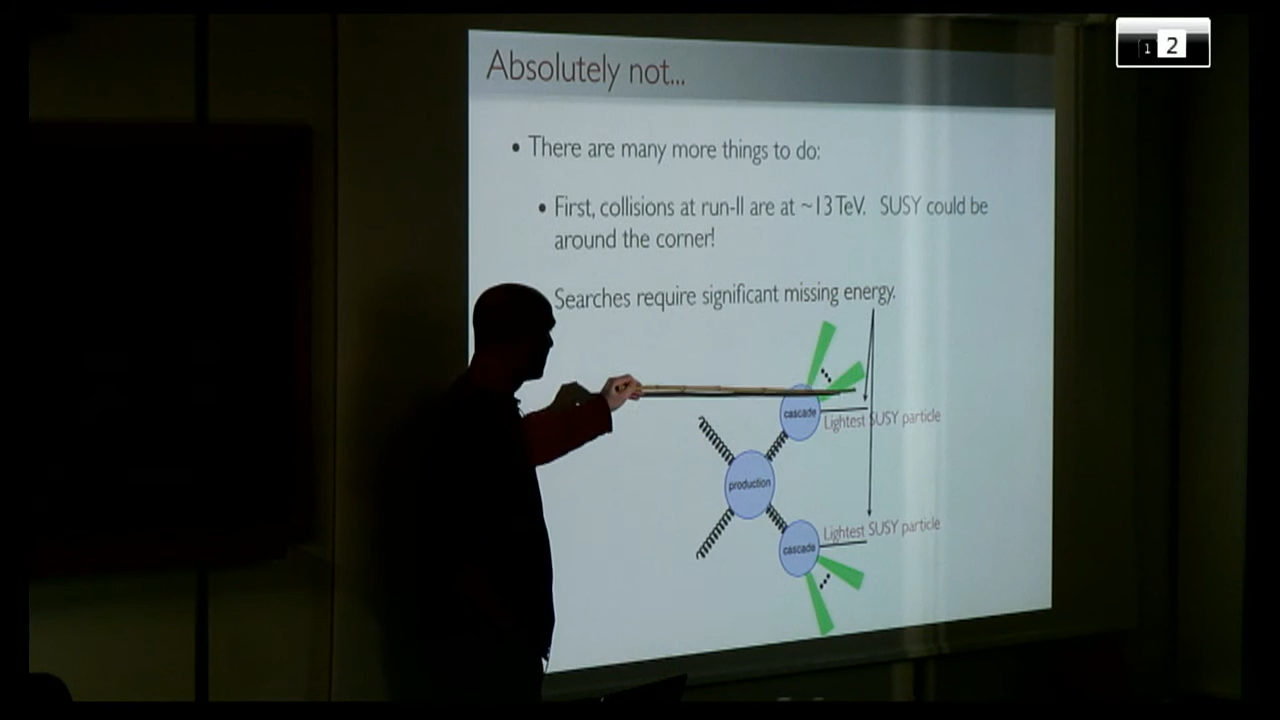 1 2
Absolutely not...
• There are many more things to do:
• First, collisions at run-II are at ~13 TeV. SUSY could be
around the corner!
Searches require significant missing energy.
cascade
Lightest SUSY particle
production
Lightest SUSY particle
cascade